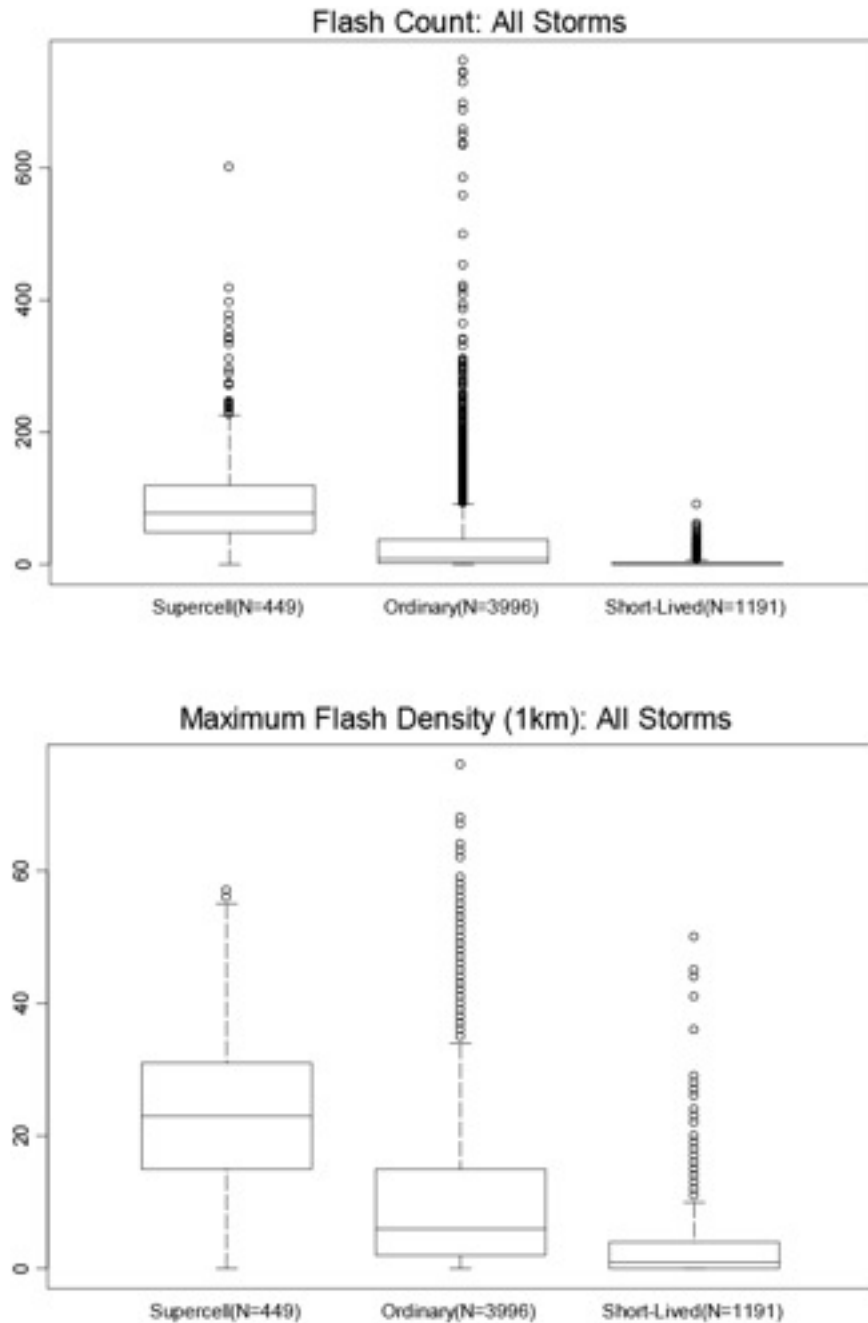 Flash Count: All Storms
600
400
200
0
Supercell(N=449) Ordinary(N=3996) Short-Lived(N=1191)
Maximum Flash Density (1km): All Storms
60
40
20
0
Supercell(N=449) Ordinary(N=3996) Short-Lived(N=1191)